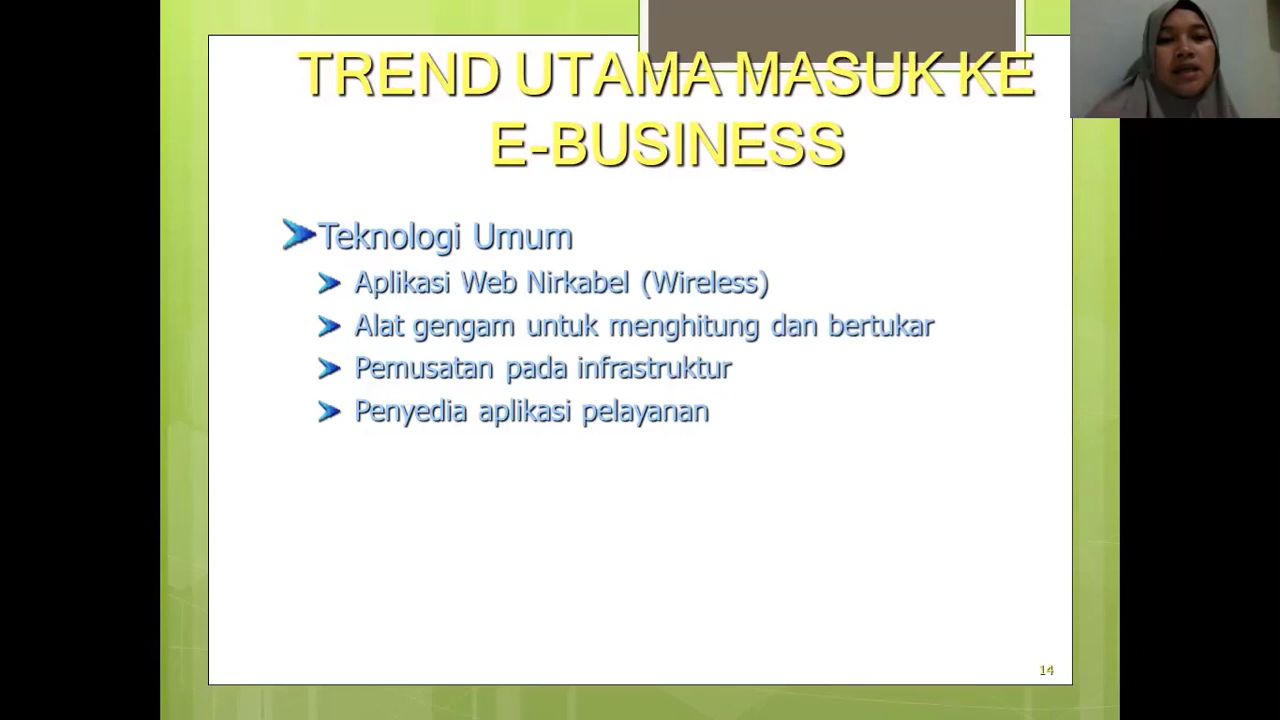 TREND UTAMA MASUK KE
E-BUSINESS
Teknologi Umum
Aplikasi Web Nirkabel (Wireless)
Alat gengam untuk menghitung dan bertukar
Pemusatan pada infrastruktur
Penyedia aplikasi pelayanan
14